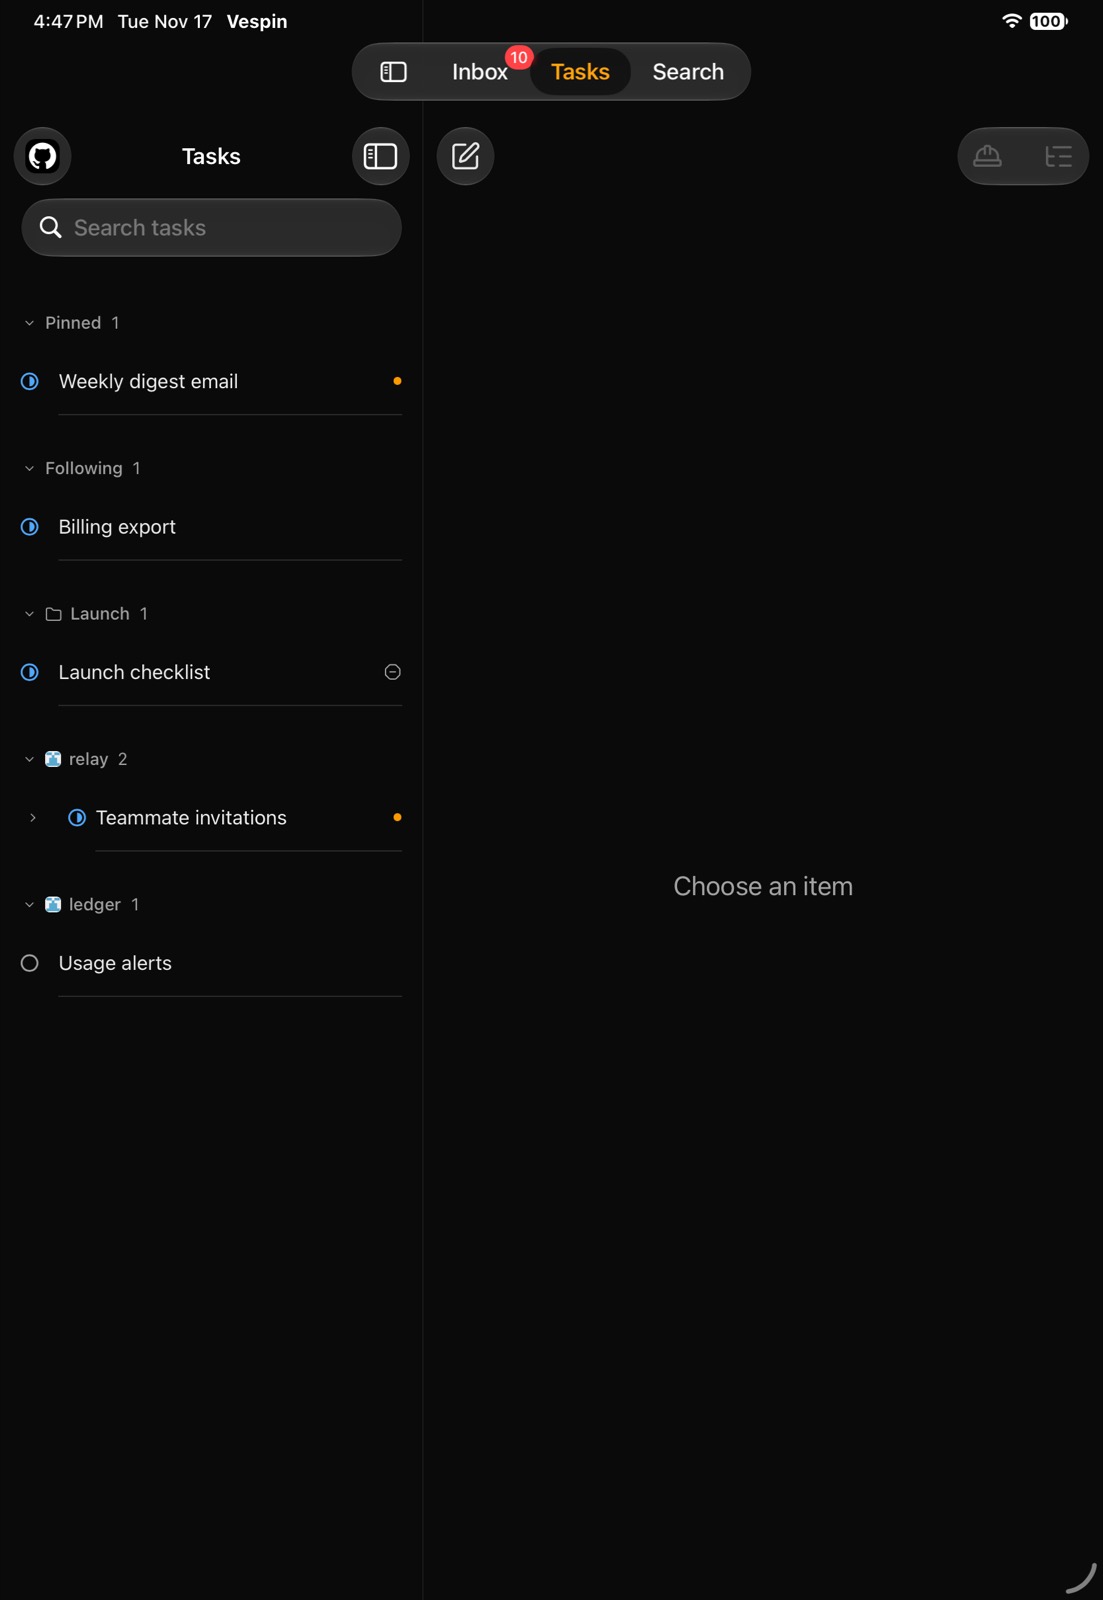 4:47 PM Tue Nov 17 Vespin
100
Inbox 10 Tasks Search
Tasks
Search tasks
Pinned 1
Weekly digest email
Following 1
Billing export
Launch 1
Launch checklist
relay 2
Teammate invitations
Choose an item
ledger 1
Usage alerts